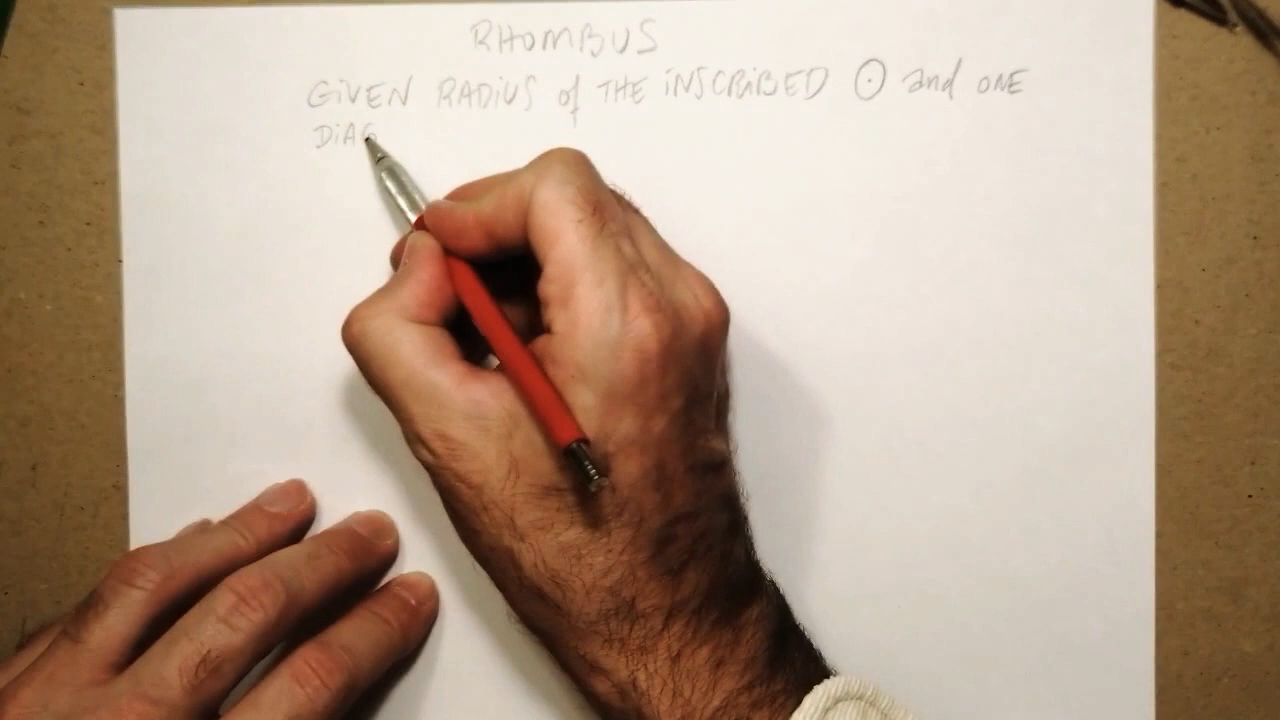 RHOMBUS
GIVEN RADIUS of THE INSCRIBED ⊙ and ONE
DIAG